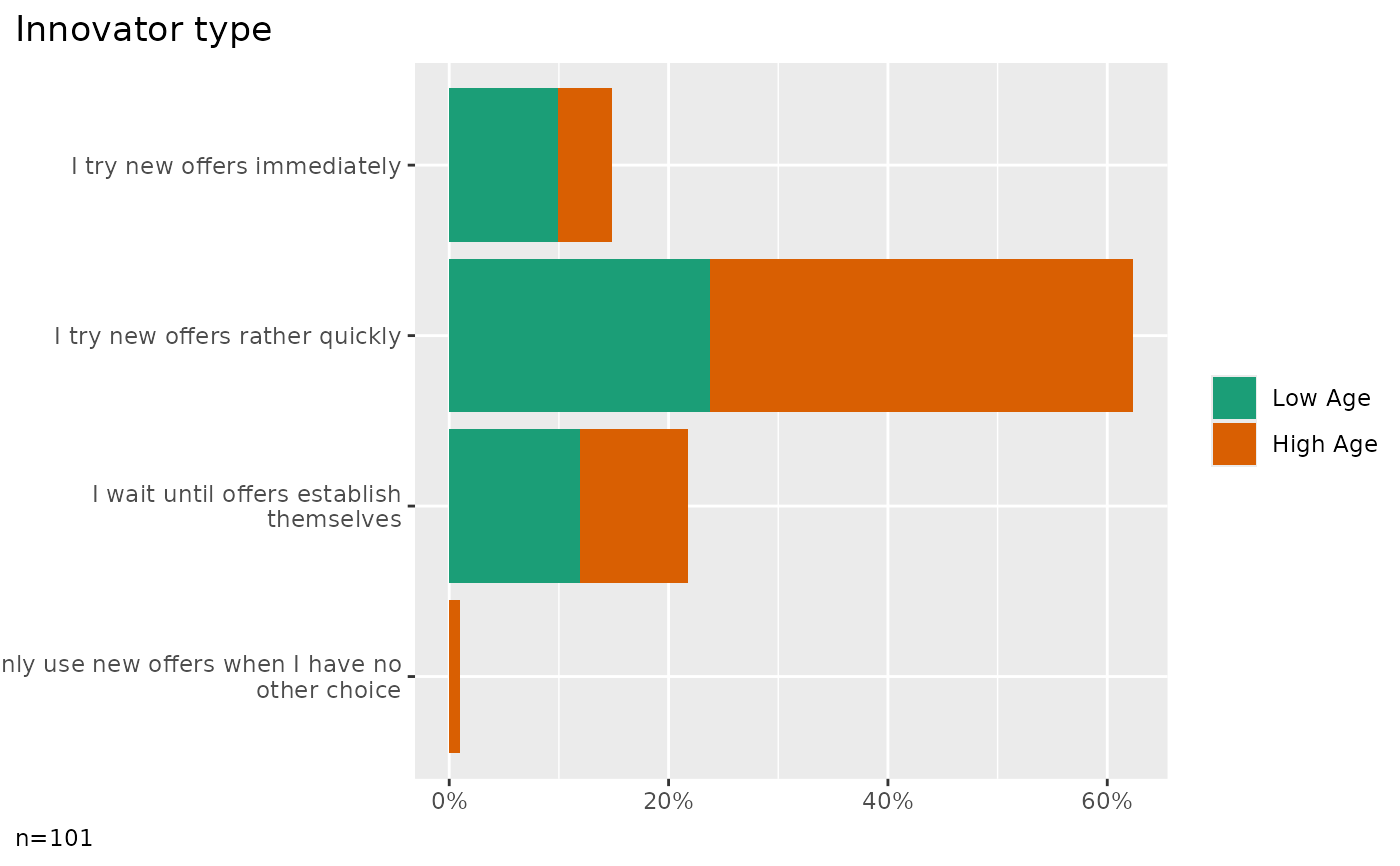 Innovator type
I try new offers immediately
I try new offers rather quickly
I wait until offers establish
themselves
nly use new offers when I have no
other choice
0%
20%
40%
60%
Low Age
High Age
n=101